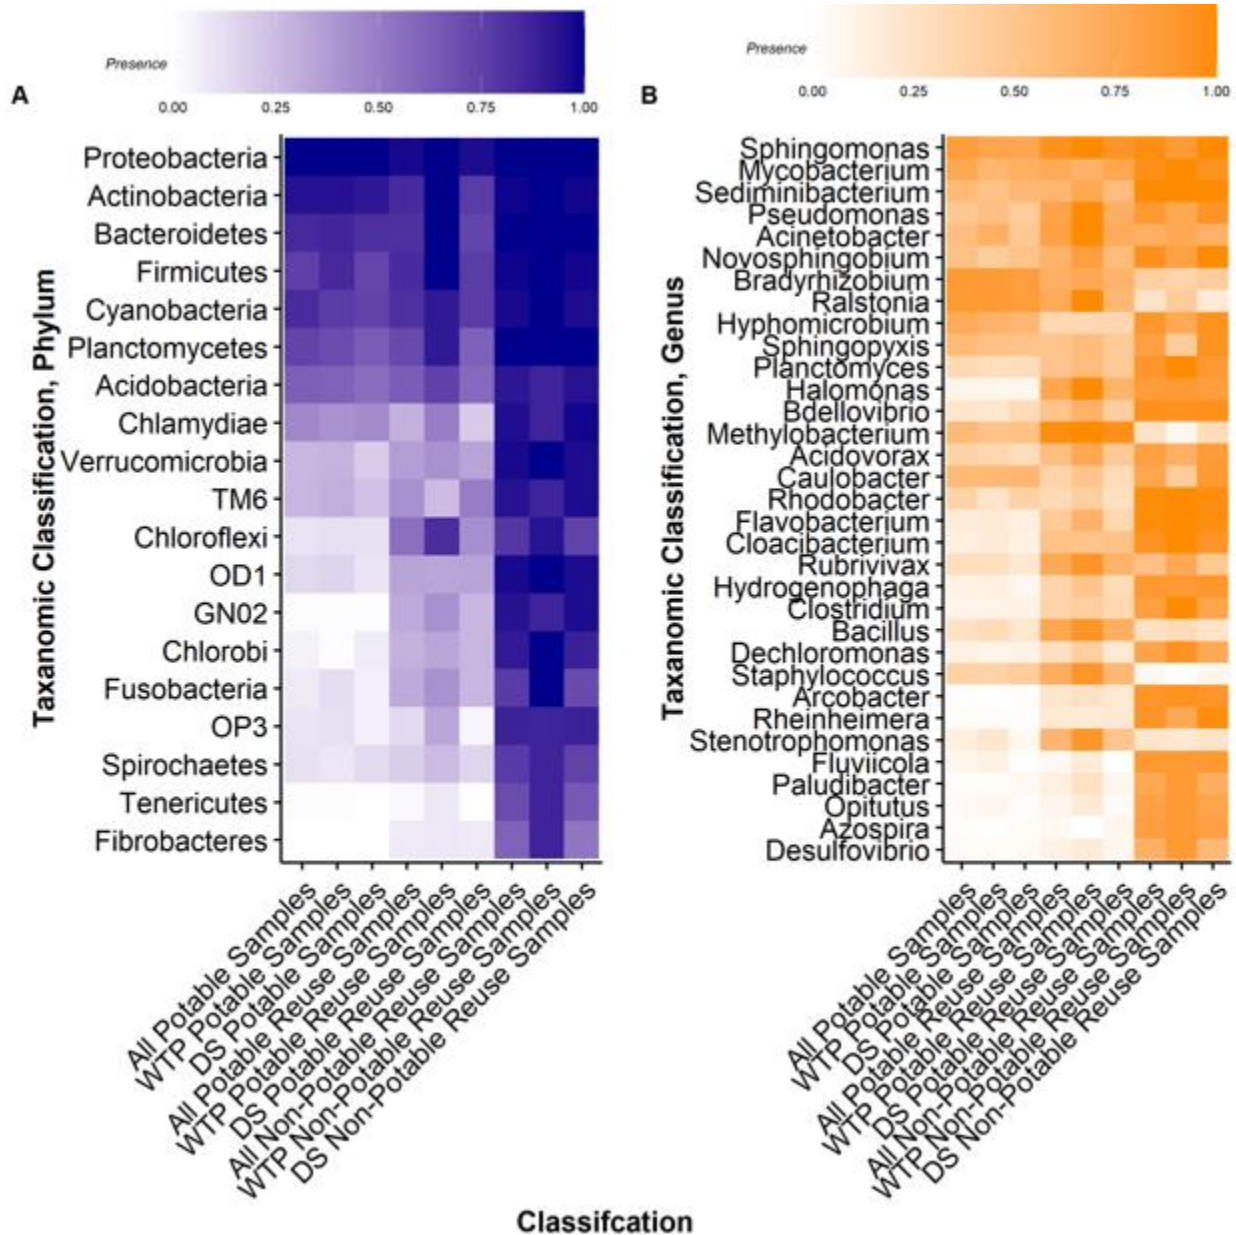 Presence
0.00 0.25 0.50 0.75 1.00
A
Taxanomic Classification, Phylum
Proteobacteria
Actinobacteria
Bacteroidetes
Firmicutes
Cyanobacteria
Planctomycetes
Acidobacteria
Chlamydiae
Verrucomicrobia
TM6
Chloroflexi
OD1
GN02
Chlorobi
Fusobacteria
OP3
Spirochaetes
Tenericutes
Fibrobacteres
All Potable Samples
WTP Potable Samples
DS Potable Samples
All Potable Reuse Samples
WTP Potable Reuse Samples
DS Potable Reuse Samples
All Non-Potable Reuse Samples
WTP Non-Potable Reuse Samples
DS Non-Potable Reuse Samples
Presence
0.00 0.25 0.50 0.75 1.00
B
Taxanomic Classification, Genus
Sphingomonas
Mycobacterium
Sediminibacterium
Pseudomonas
Acinetobacter
Novosphingobium
Bradyrhizobium
Ralstonia
Hyphomicrobium
Sphingopyxis
Planctomyces
Halomonas
Bdellovibrio
Methylobacterium
Acidovorax
Caulobacter
Rhodobacter
Flavobacterium
Cloacibacterium
Rubrivivax
Hydrogenophaga
Clostridium
Bacillus
Dechloromonas
Staphylococcus
Arcobacter
Rheinheimera
Stenotrophomonas
Fluviicola
Paludibacter
Opitutus
Azospira
Desulfovibrio
All Potable Samples
WTP Potable Samples
DS Potable Samples
All Potable Reuse Samples
WTP Potable Reuse Samples
DS Potable Reuse Samples
All Non-Potable Reuse Samples
WTP Non-Potable Reuse Samples
DS Non-Potable Reuse Samples
Classifcation